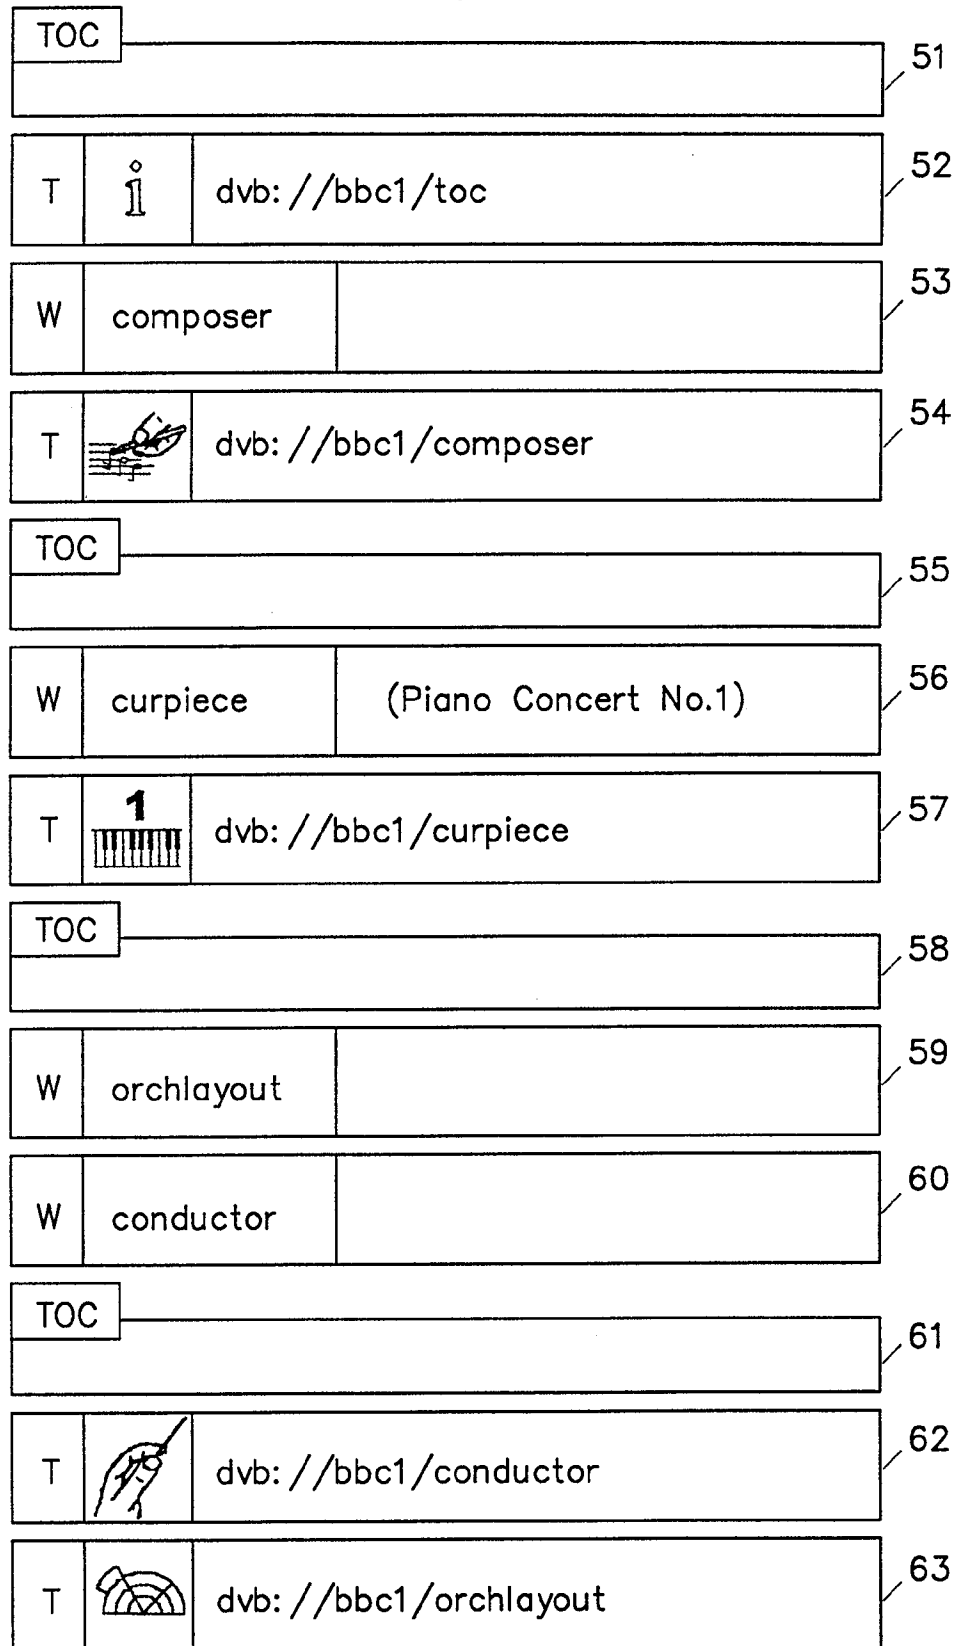 TOC
51
T i dvb://bbc1/toc 52
W composer 53
T dvb://bbc1/composer 54
TOC
55
W curpiece (Piano Concert No.1) 56
T 1 dvb://bbc1/curpiece 57
TOC
58
W orchlayout 59
W conductor 60
TOC
61
T dvb://bbc1/conductor 62
T dvb://bbc1/orchlayout 63